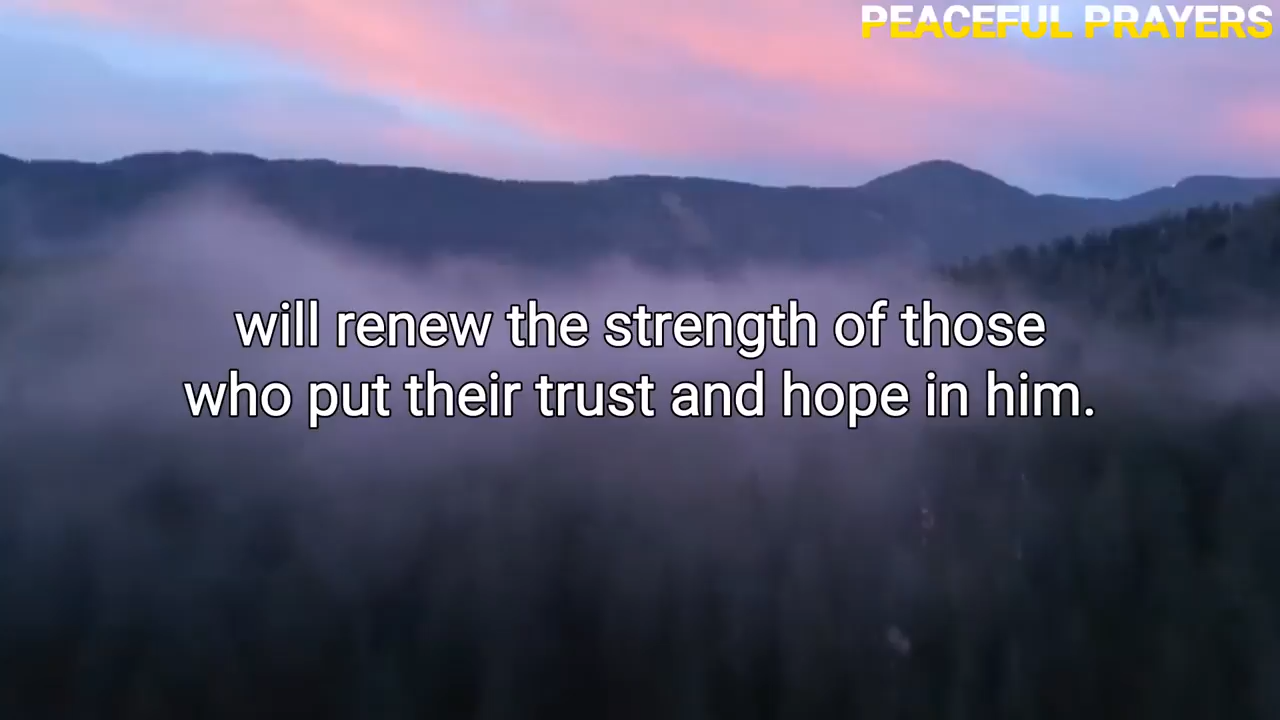 PEACEFUL PRAYERS
will renew the strength of those
who put their trust and hope in him.